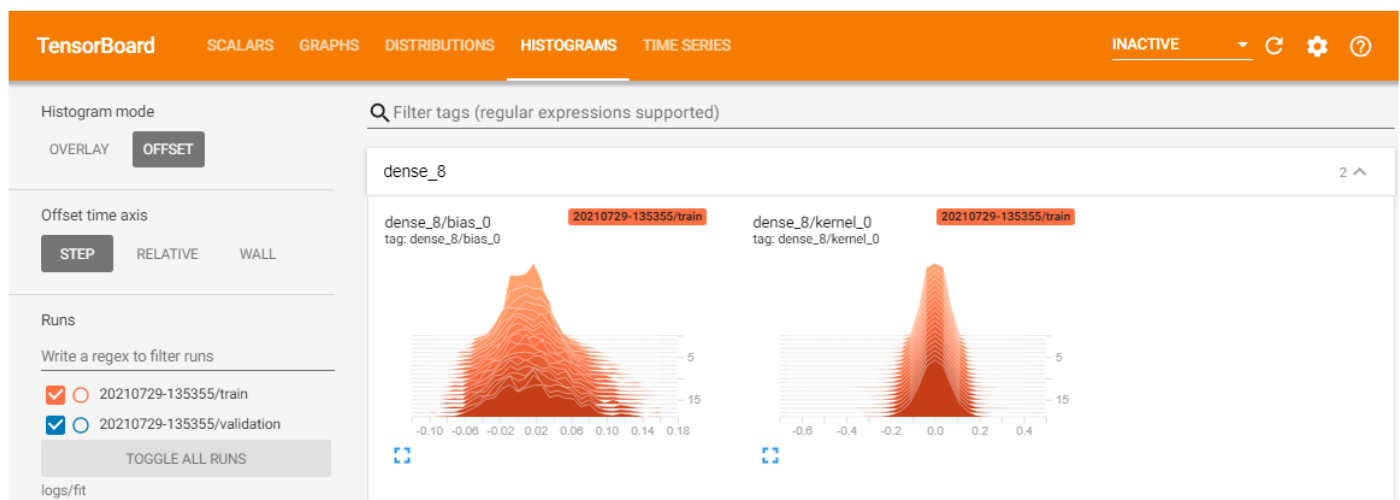 TensorBoard SCALARS GRAPHS DISTRIBUTIONS HISTOGRAMS TIME SERIES INACTIVE
Histogram mode
OVERLAY OFFSET
Offset time axis
STEP RELATIVE WALL
Runs
Write a regex to filter runs
20210729-135355/train
20210729-135355/validation
TOGGLE ALL RUNS
logs/fit
Filter tags (regular expressions supported)
dense_8 2
dense_8/bias_0 20210729-135355/train
tag: dense_8/bias_0
5
15
-0.10 -0.06 -0.02 0.02 0.06 0.10 0.14 0.18
dense_8/kernel_0 20210729-135355/train
tag: dense_8/kernel_0
5
15
-0.6 -0.4 -0.2 0.0 0.2 0.4